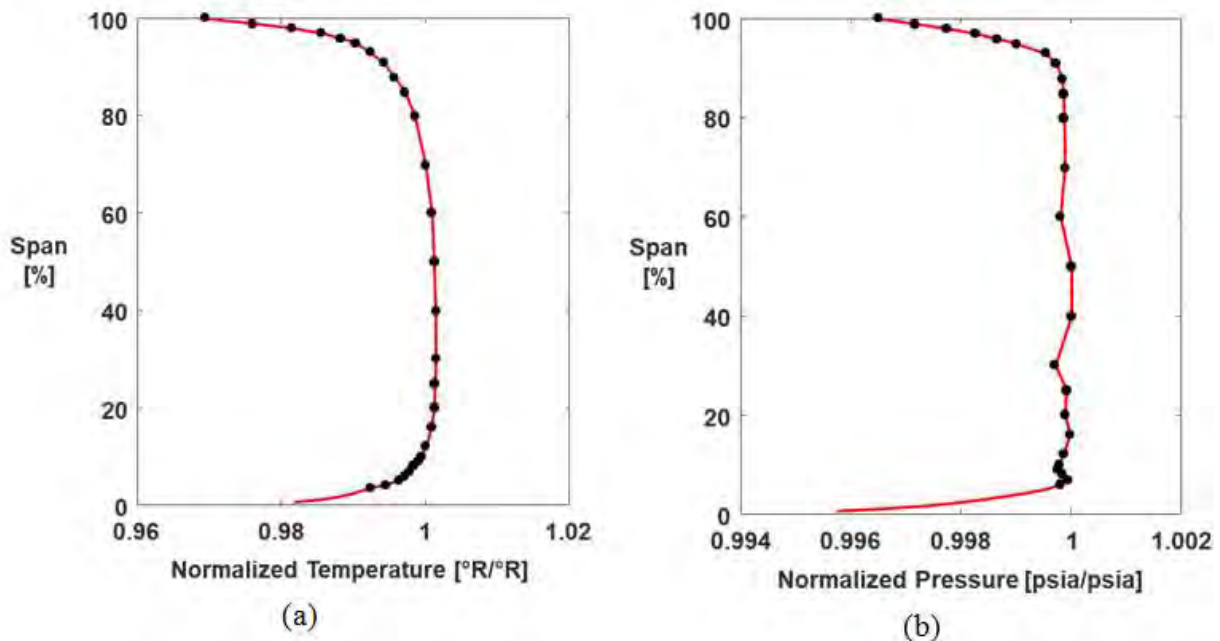 100
80
60
Span
[%]
40
20
0
0.96 0.98 1 1.02
Normalized Temperature [°R/°R]
(a)
100
80
60
Span
[%]
40
20
0
0.994 0.996 0.998 1 1.002
Normalized Pressure [psia/psia]
(b)